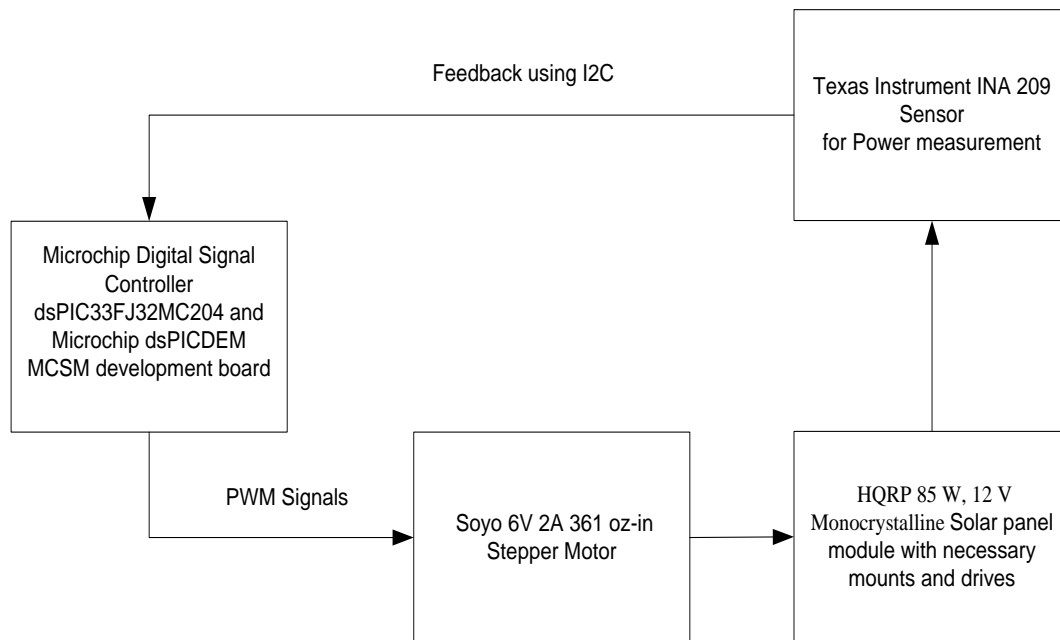 Feedback using I2C
Texas Instrument INA 209
Sensor
for Power measurement
Microchip Digital Signal
Controller
dsPIC33FJ32MC204 and
Microchip dsPICDEM
MCSM development board
PWM Signals
Soyo 6V 2A 361 oz-in
Stepper Motor
HQRP 85 W, 12 V
Monocrystalline Solar panel
module with necessary
mounts and drives